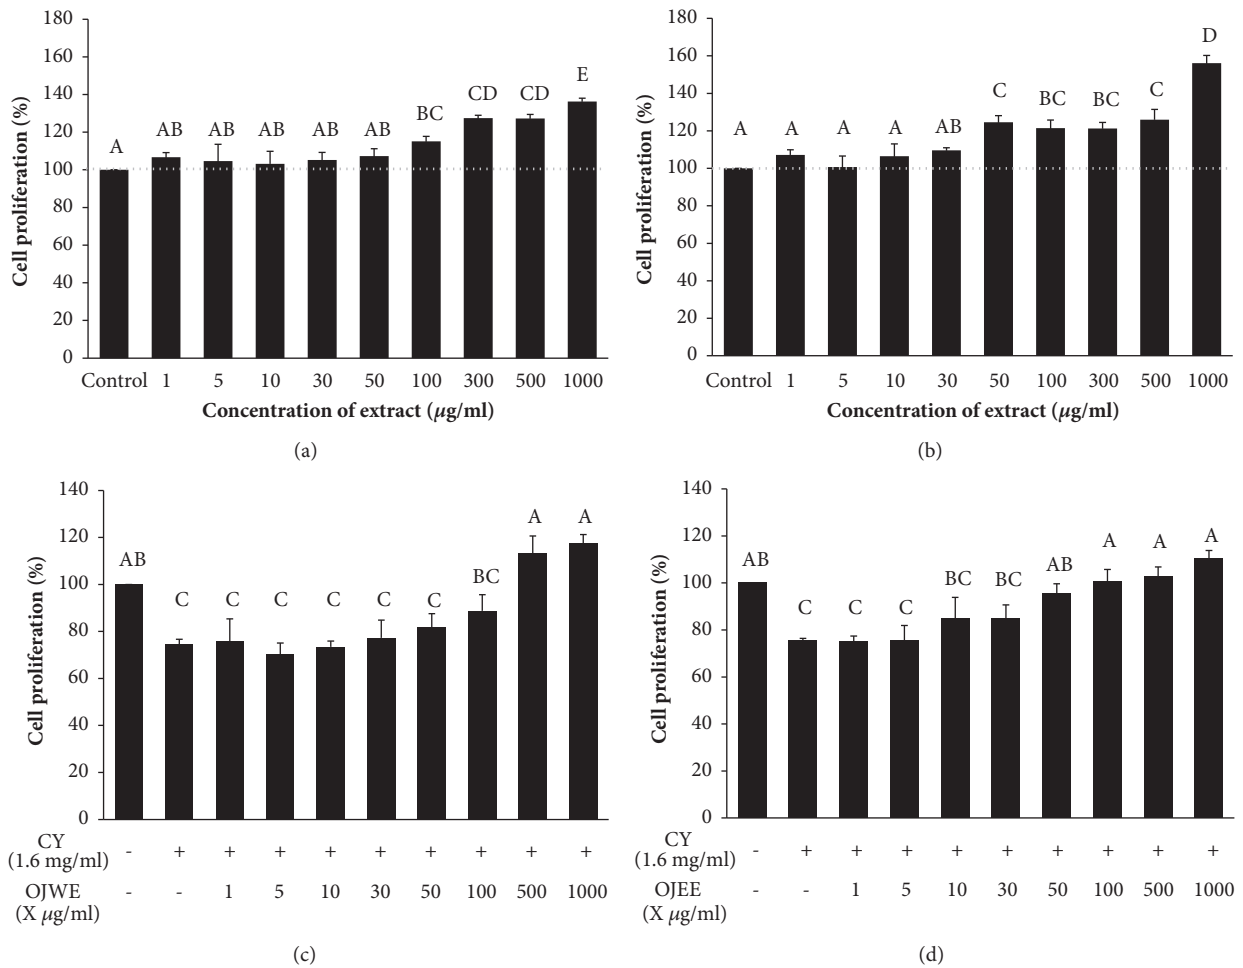 180
160
140
120
100
80
60
40
20
0
Cell proliferation (%)
A AB AB AB AB AB BC CD CD E
Control 1 5 10 30 50 100 300 500 1000
Concentration of extract (μg/ml)
(a)
180
160
140
120
100
80
60
40
20
0
Cell proliferation (%)
A A A A AB C BC BC C D
Control 1 5 10 30 50 100 300 500 1000
Concentration of extract (μg/ml)
(b)
140
120
100
80
60
40
20
0
Cell proliferation (%)
AB C C C C C C BC A A
CY
(1.6 mg/ml) - + + + + + + + + +
OJWE - - 1 5 10 30 50 100 500 1000
(X μg/ml)
(c)
140
120
100
80
60
40
20
0
Cell proliferation (%)
AB C C C BC BC AB A A A
CY
(1.6 mg/ml) - + + + + + + + + +
OJEE - - 1 5 10 30 50 100 500 1000
(X μg/ml)
(d)